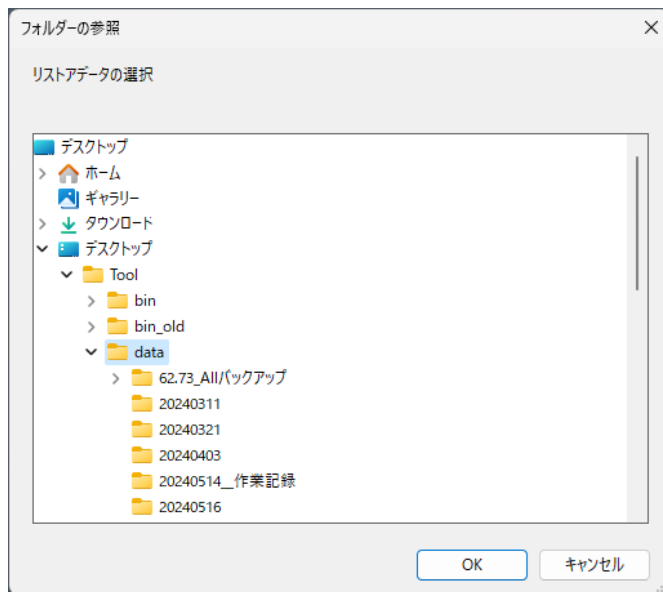 フォルダーの参照
リストアデータの選択
デスクトップ
ホーム
ギャラリー
ダウンロード
デスクトップ
Tool
bin
bin_old
data
62.73_Allバックアップ
20240311
20240321
20240403
20240514__作業記録
20240516
OK
キャンセル